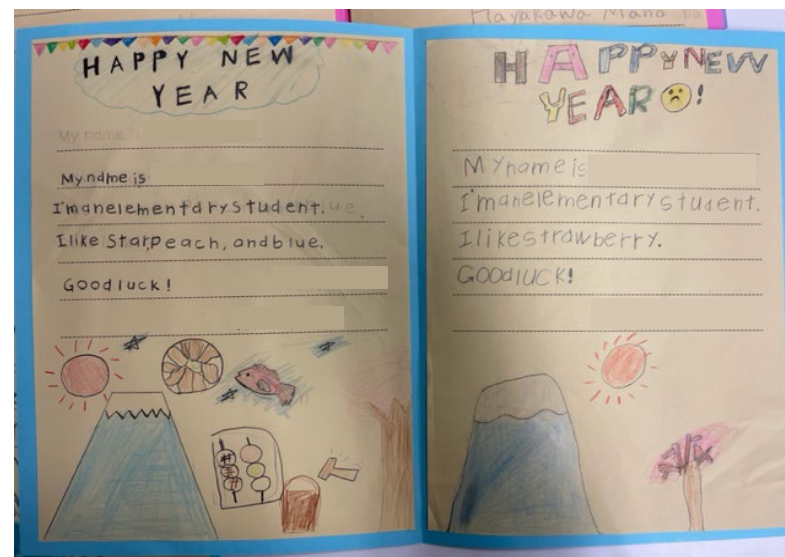 Hayakawa Mano
HAPPY NEW
YEAR
My name
My name is
I'm an elementary student.
I like Star, peach, and blue.
Good luck!
HAPPY NEW
YEAR !
My name is
I'm an elementary student.
I like strawberry.
Good luck!